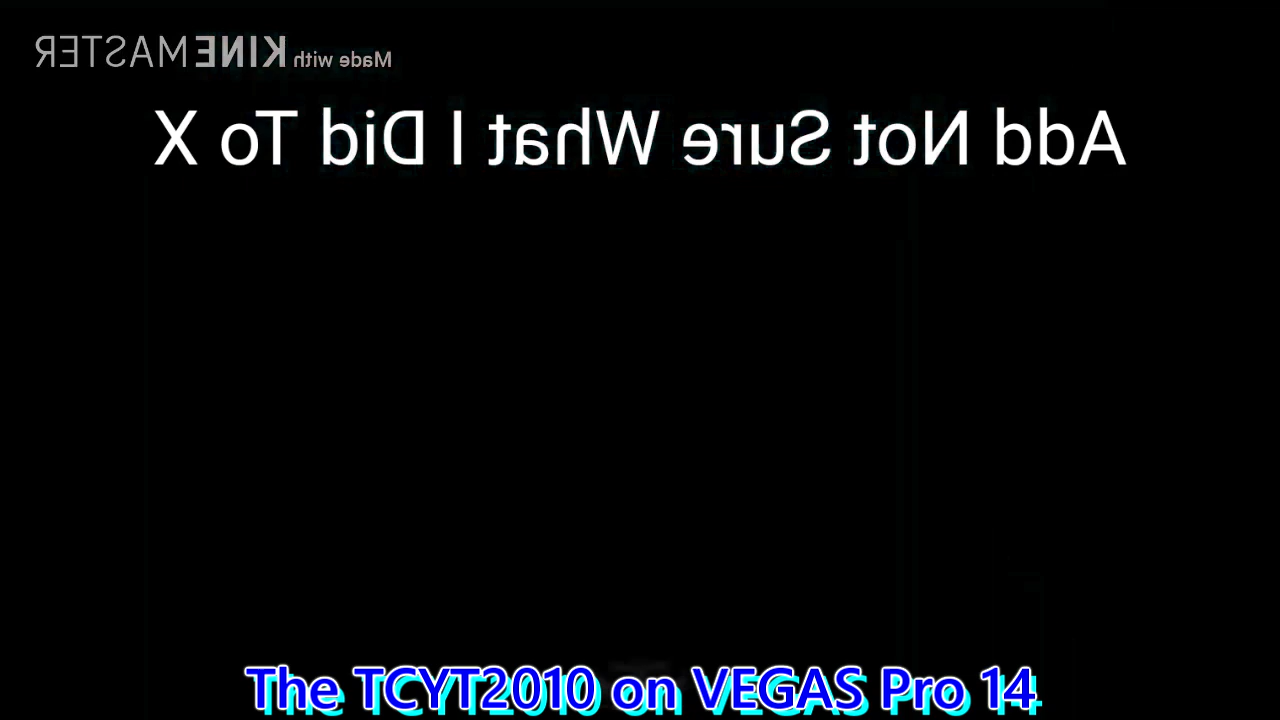 Made with KINEMASTER
Add Not Sure What I Did To X
The TCYT2010 on VEGAS Pro 14